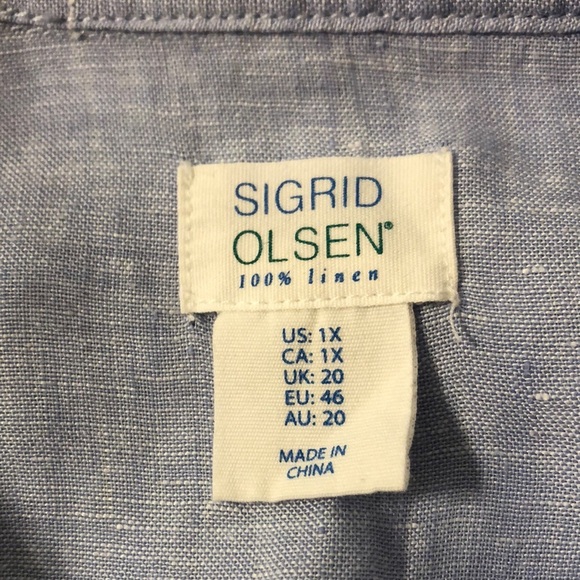 SIGRID
OLSEN®
100% linen
US: 1X
CA: 1X
UK: 20
EU: 46
AU: 20
MADE IN
CHINA